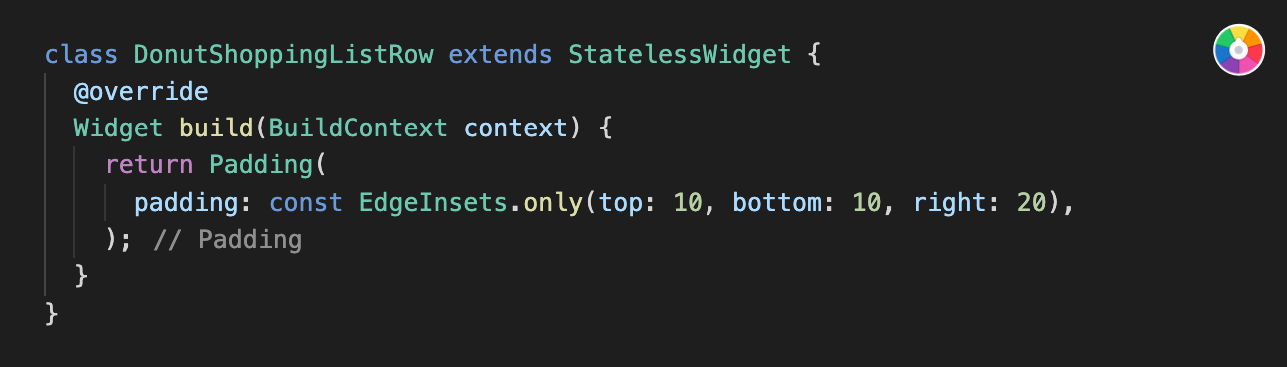 class DonutShoppingListRow extends StatelessWidget {
@override
Widget build(BuildContext context) {
return Padding(
padding: const EdgeInsets.only(top: 10, bottom: 10, right: 20),
); // Padding
}
}